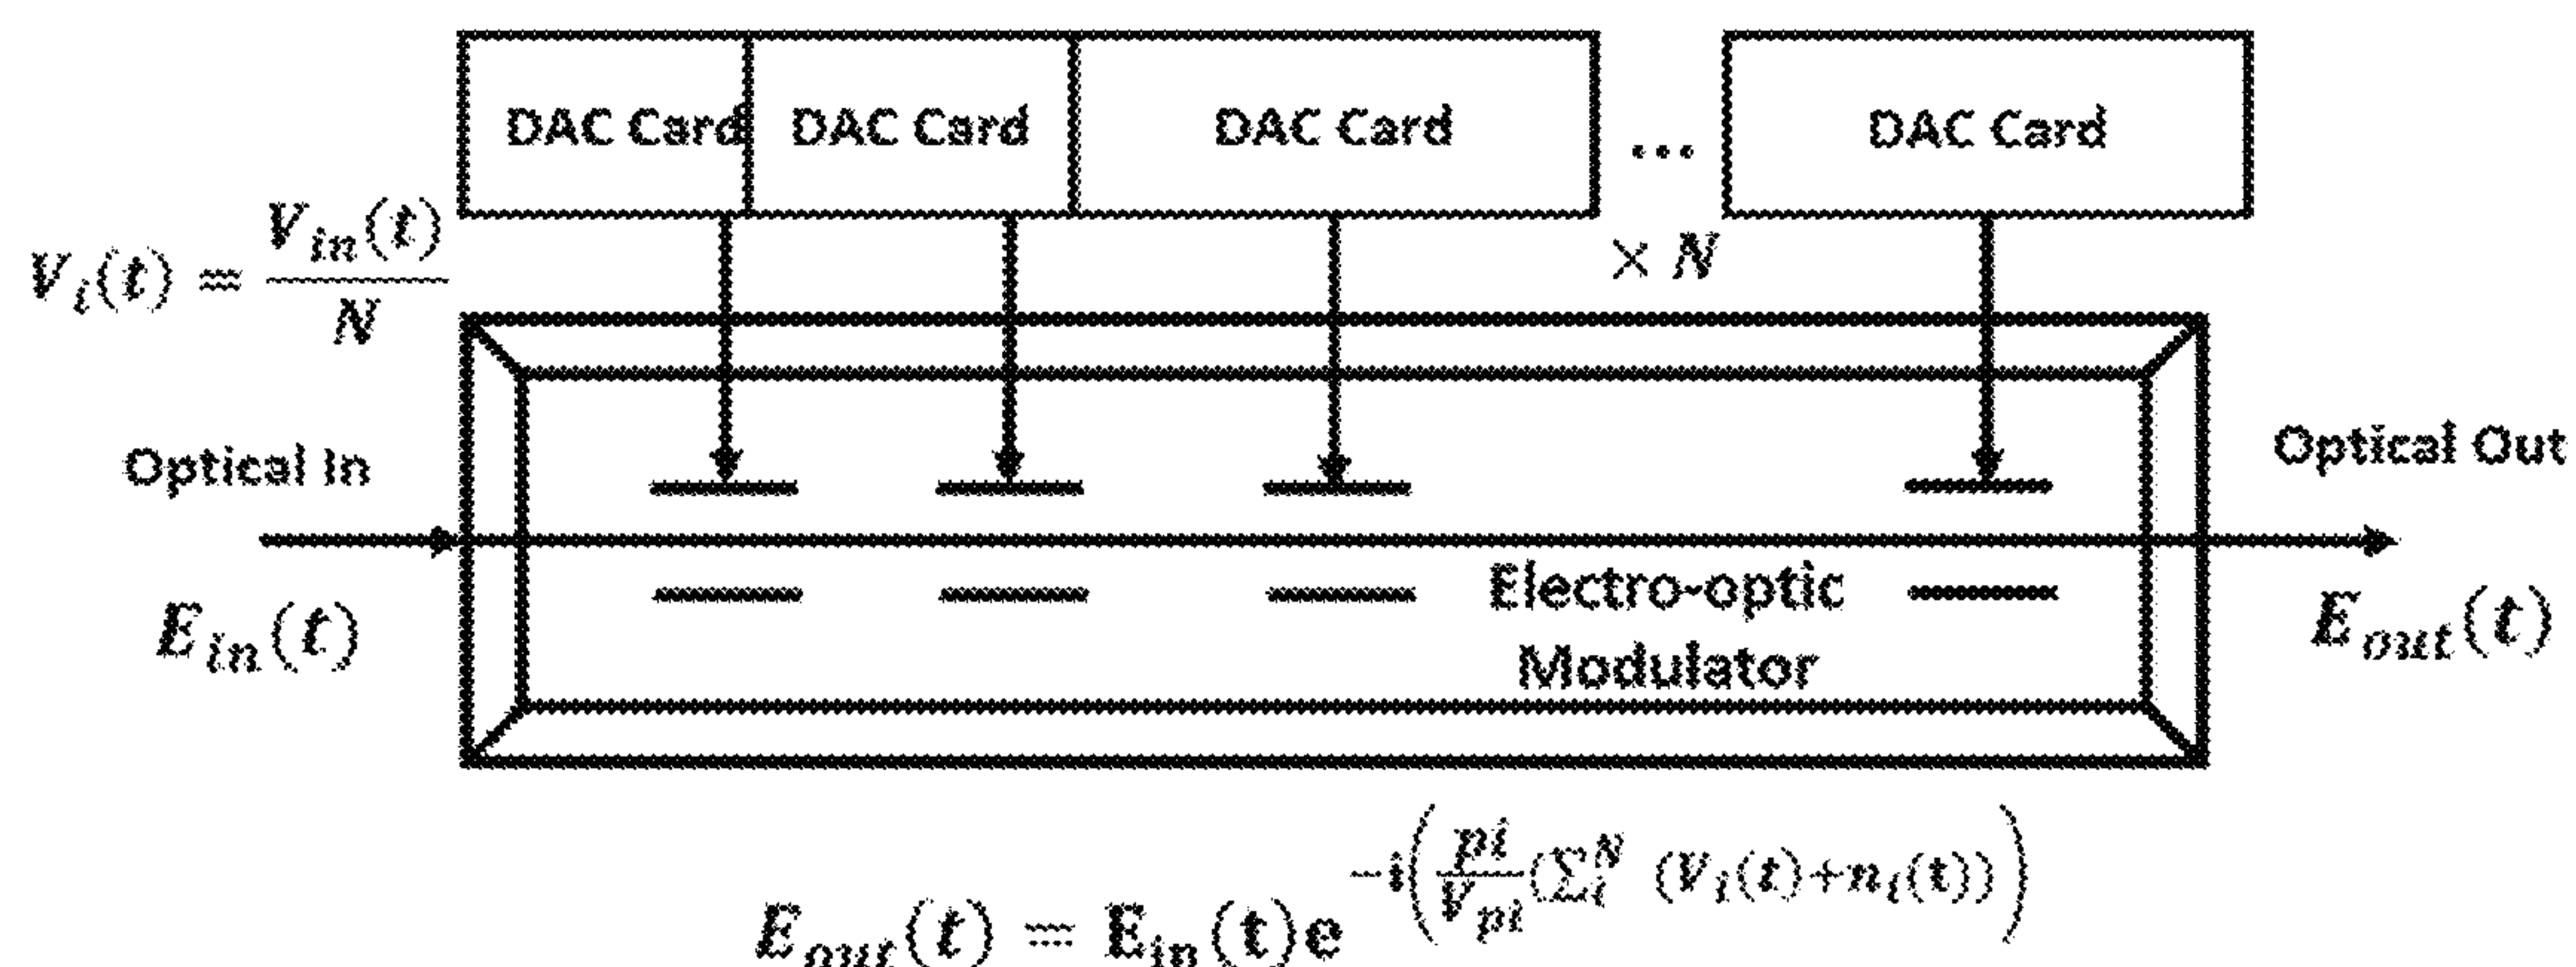 DAC Card DAC Card DAC Card ... DAC Card
× N
V_i(t) = V_in(t) / N
Optical In
Optical Out
E_in(t)
Electro-optic
Modulator
E_out(t)
E_out(t) = E_in(t)e^{-i(pi/V_pi (Σ_i^N (V_i(t)+n_i(t)))}